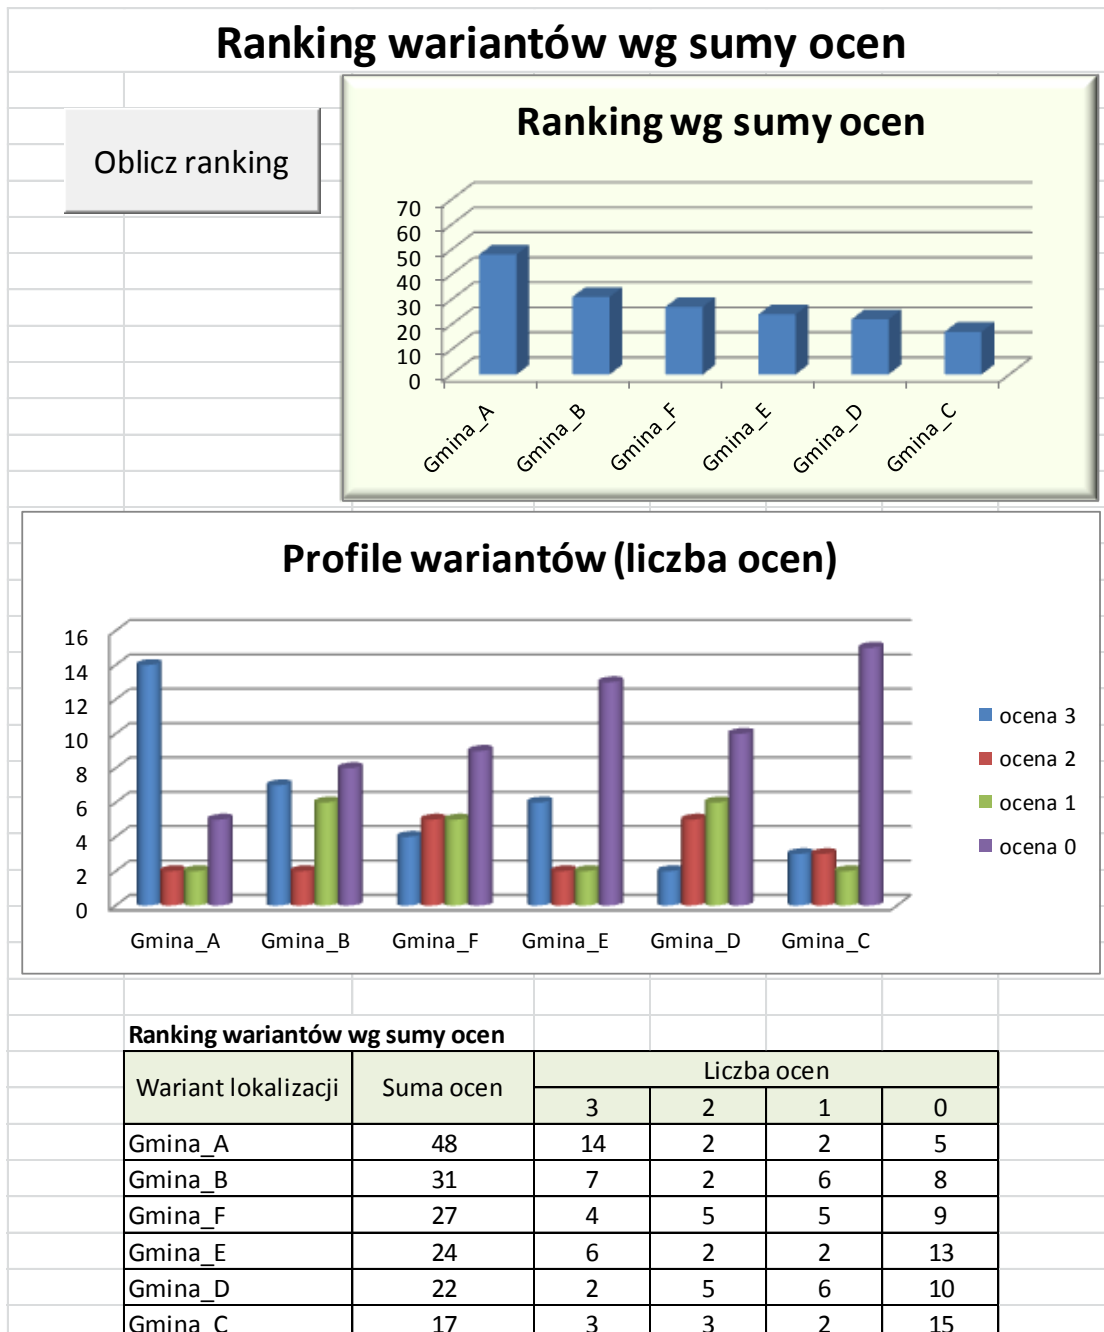 Ranking wariantów wg sumy ocen
Oblicz ranking
Ranking wg sumy ocen
70
60
50
40
30
20
10
0
Gmina_A
Gmina_B
Gmina_F
Gmina_E
Gmina_D
Gmina_C
Profile wariantów (liczba ocen)
16
14
12
10
8
6
4
2
0
Gmina_A Gmina_B Gmina_F Gmina_E Gmina_D Gmina_C
ocena 3
ocena 2
ocena 1
ocena 0
Ranking wariantów wg sumy ocen
Wariant lokalizacji Suma ocen Liczba ocen
3 2 1 0
Gmina_A 48 14 2 2 5
Gmina_B 31 7 2 6 8
Gmina_F 27 4 5 5 9
Gmina_E 24 6 2 2 13
Gmina_D 22 2 5 6 10
Gmina_C 17 3 3 2 15